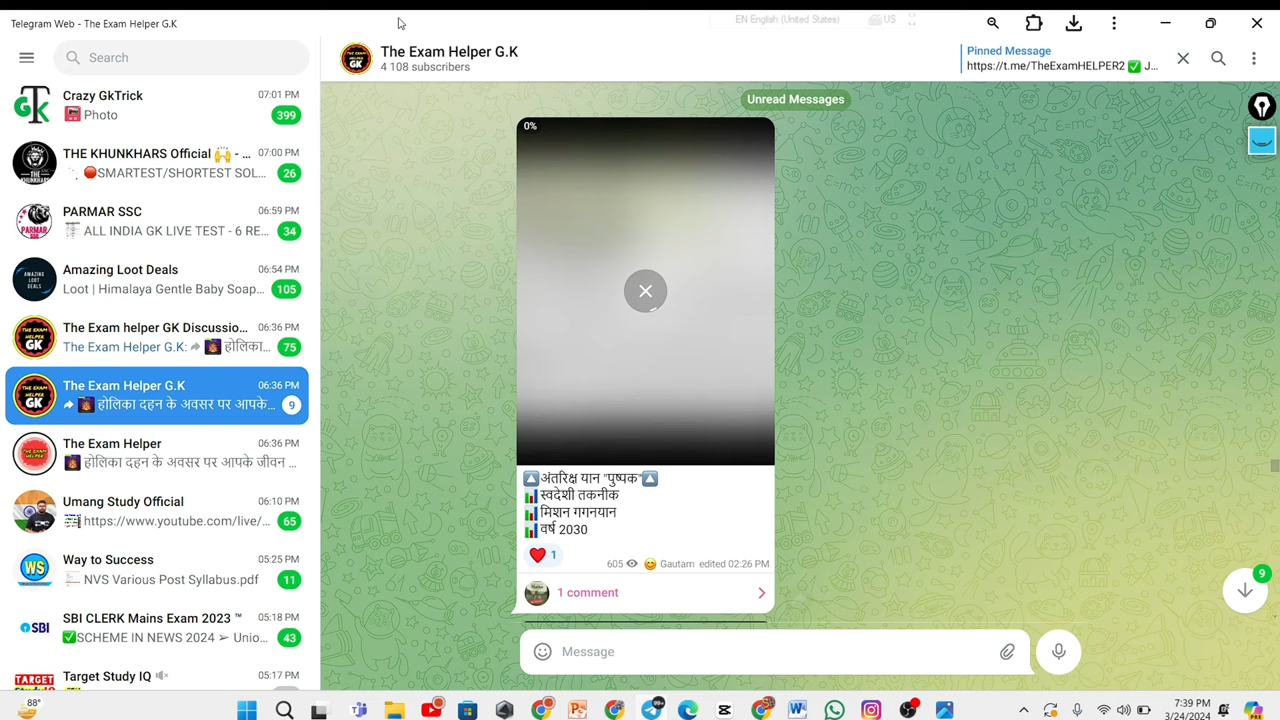 Telegram Web - The Exam Helper G.K
EN English (United States)
US
Search
The Exam Helper G.K
4 108 subscribers
Pinned Message
https://t.me/TheExamHELPER2 ✅ J...
Crazy GkTrick
07:01 PM
Photo
399
THE KHUNKHARS Official 🙌 - ...
07:00 PM
🔴SMARTEST/SHORTEST SOL...
26
PARMAR SSC
06:59 PM
ALL INDIA GK LIVE TEST - 6 RE...
34
Amazing Loot Deals
06:54 PM
Loot | Himalaya Gentle Baby Soap...
105
The Exam helper GK Discussio...
06:36 PM
The Exam Helper G.K: होलिका...
75
The Exam Helper G.K
06:36 PM
होलिका दहन के अवसर पर आपके...
9
The Exam Helper
06:36 PM
होलिका दहन के अवसर पर आपके जीवन ...
Umang Study Official
06:10 PM
https://www.youtube.com/live/...
65
Way to Success
05:25 PM
NVS Various Post Syllabus.pdf
11
SBI CLERK Mains Exam 2023 ™
05:18 PM
✅SCHEME IN NEWS 2024 ➢ Unio...
43
Target Study IQ
05:17 PM
Unread Messages
0%
🔼अंतरिक्ष यान "पुष्पक"🔼
📊स्वदेशी तकनीक
📊मिशन गगनयान
📊वर्ष 2030
❤ 1
605 😊 Gautam edited 02:26 PM
1 comment
9
Message
88°
99+
7:39 PM
3/24/2024